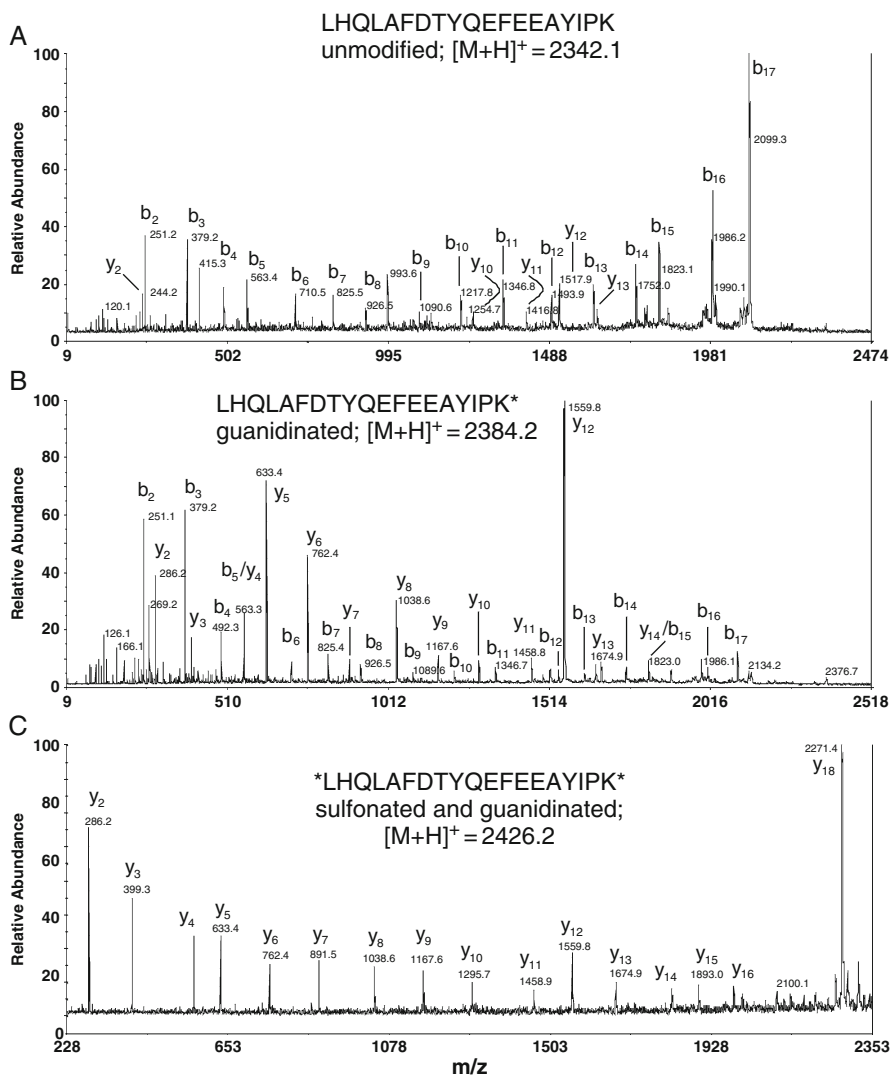 A
LHQLAFDTYQEFEEAYIPK
unmodified; [M+H]+ = 2342.1
Relative Abundance
100
80
60
40
20
0
y2
244.2
120.1
b2
251.2
b3
379.2
415.3
b4
b5
563.4
b6
710.5
b7
825.5
b8
926.5
993.6
b9
1090.6
b10
1217.8
y10
1254.7
b11
1346.8
y11
1416.8
b12
1493.9
y12
1517.9
b13
y13
b14
1752.0
b15
1823.1
b16
1986.2
1990.1
b17
2099.3
9
502
995
1488
1981
2474
B
LHQLAFDTYQEFEEAYIPK*
guanidinated; [M+H]+ = 2384.2
Relative Abundance
100
80
60
40
20
0
126.1
166.1
b2
251.1
y2
286.2
269.2
b3
379.2
y3
b4
492.3
b5/y4
563.3
633.4
y5
b6
y6
762.4
b7
825.4
y7
b8
926.5
y8
1038.6
b9
1089.6
y9
1167.6
b10
y10
b11
1346.7
y11
1458.8
b12
1559.8
y12
b13
y13
1674.9
b14
y14/b15
1823.0
b16
1986.1
b17
2134.2
2376.7
9
510
1012
1514
2016
2518
C
*LHQLAFDTYQEFEEAYIPK*
sulfonated and guanidinated;
[M+H]+ = 2426.2
Relative Abundance
100
80
60
40
20
0
y2
286.2
y3
399.3
y4
y5
633.4
y6
762.4
y7
891.5
y8
1038.6
y9
1167.6
y10
1295.7
y11
1458.9
y12
1559.8
y13
1674.9
y14
y15
1893.0
y16
2100.1
2271.4
y18
228
653
1078
1503
1928
2353
m/z